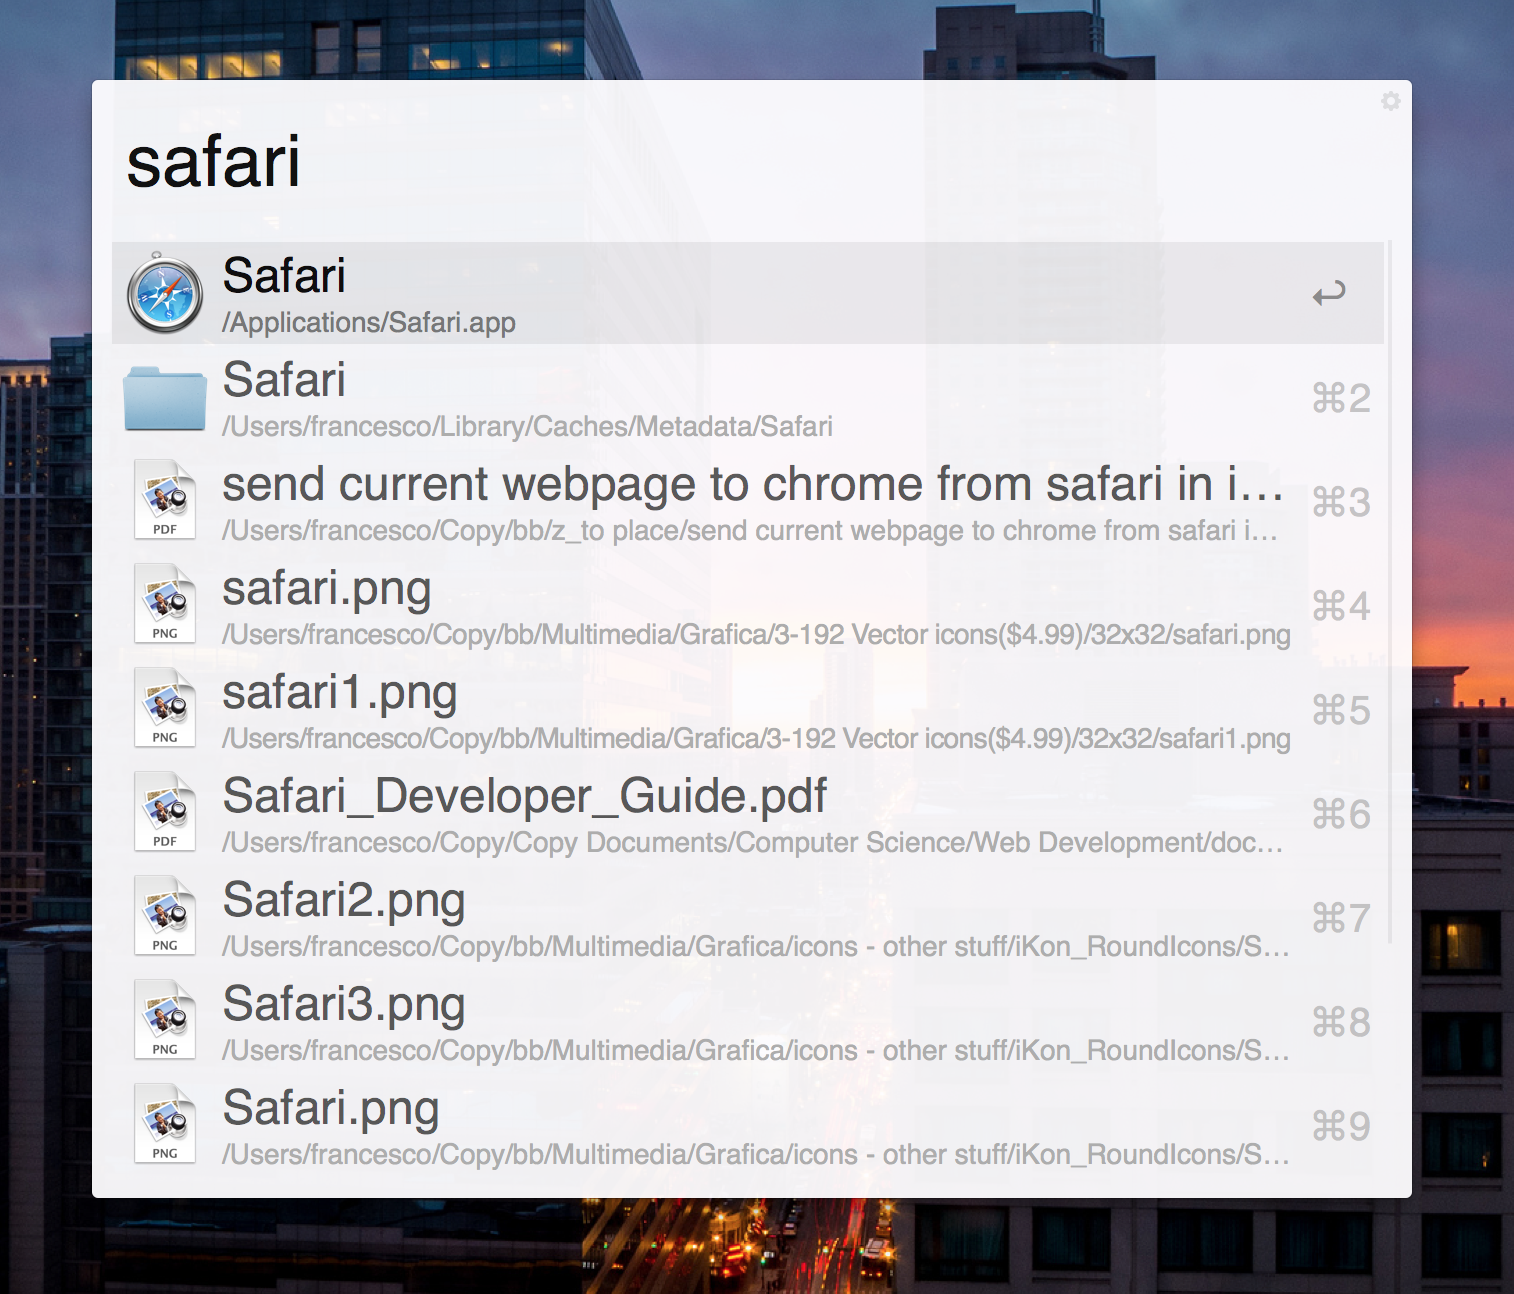 safari
Safari
/Applications/Safari.app
Safari
/Users/francesco/Library/Caches/Metadata/Safari
⌘2
send current webpage to chrome from safari in i…
/Users/francesco/Copy/bb/z_to place/send current webpage to chrome from safari i…
⌘3
PDF
safari.png
/Users/francesco/Copy/bb/Multimedia/Grafica/3-192 Vector icons($4.99)/32x32/safari.png
⌘4
PNG
safari1.png
/Users/francesco/Copy/bb/Multimedia/Grafica/3-192 Vector icons($4.99)/32x32/safari1.png
⌘5
PNG
Safari_Developer_Guide.pdf
/Users/francesco/Copy/Copy Documents/Computer Science/Web Development/doc…
⌘6
PDF
Safari2.png
/Users/francesco/Copy/bb/Multimedia/Grafica/icons - other stuff/iKon_RoundIcons/S…
⌘7
PNG
Safari3.png
/Users/francesco/Copy/bb/Multimedia/Grafica/icons - other stuff/iKon_RoundIcons/S…
⌘8
PNG
Safari.png
/Users/francesco/Copy/bb/Multimedia/Grafica/icons - other stuff/iKon_RoundIcons/S…
⌘9
PNG